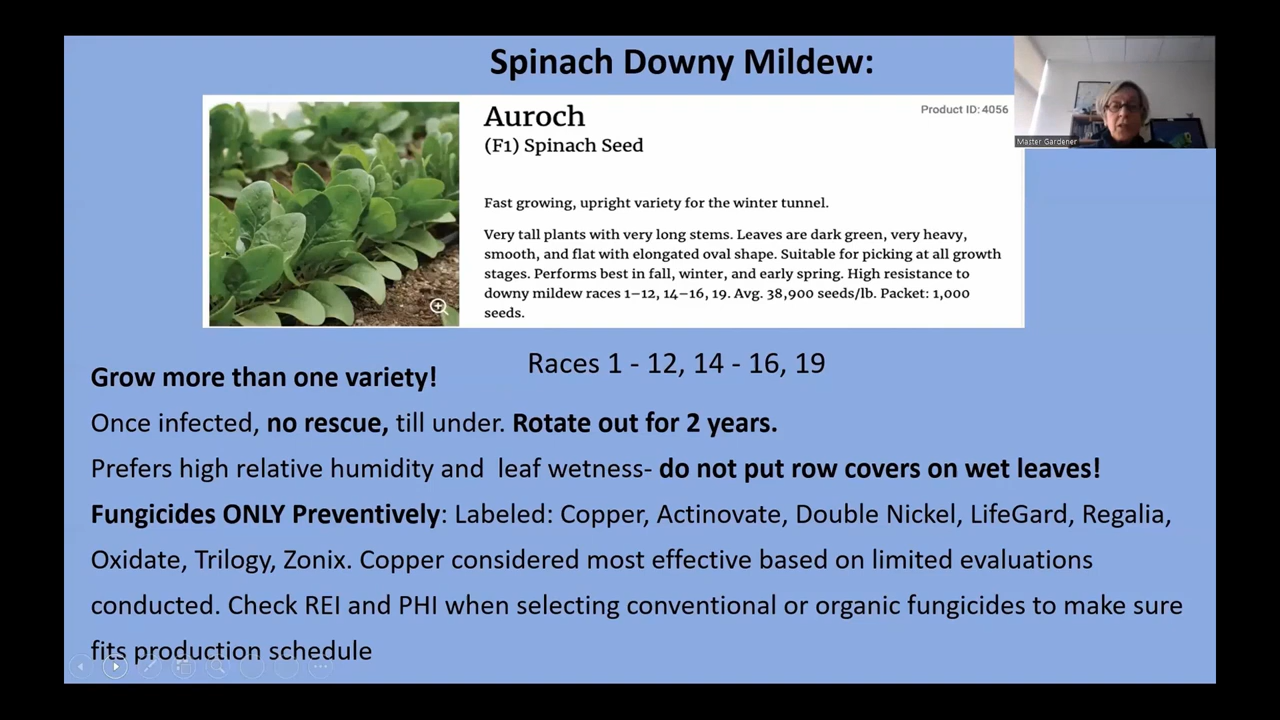 Spinach Downy Mildew:
Auroch
Product ID: 4056
(F1) Spinach Seed
Fast growing, upright variety for the winter tunnel.
Very tall plants with very long stems. Leaves are dark green, very heavy,
smooth, and flat with elongated oval shape. Suitable for picking at all growth
stages. Performs best in fall, winter, and early spring. High resistance to
downy mildew races 1–12, 14–16, 19. Avg. 38,900 seeds/lb. Packet: 1,000
seeds.
Master Gardener
Races 1 - 12, 14 - 16, 19
Grow more than one variety!
Once infected, no rescue, till under. Rotate out for 2 years.
Prefers high relative humidity and  leaf wetness- do not put row covers on wet leaves!
Fungicides ONLY Preventively: Labeled: Copper, Actinovate, Double Nickel, LifeGard, Regalia,
Oxidate, Trilogy, Zonix. Copper considered most effective based on limited evaluations
conducted. Check REI and PHI when selecting conventional or organic fungicides to make sure
fits production schedule